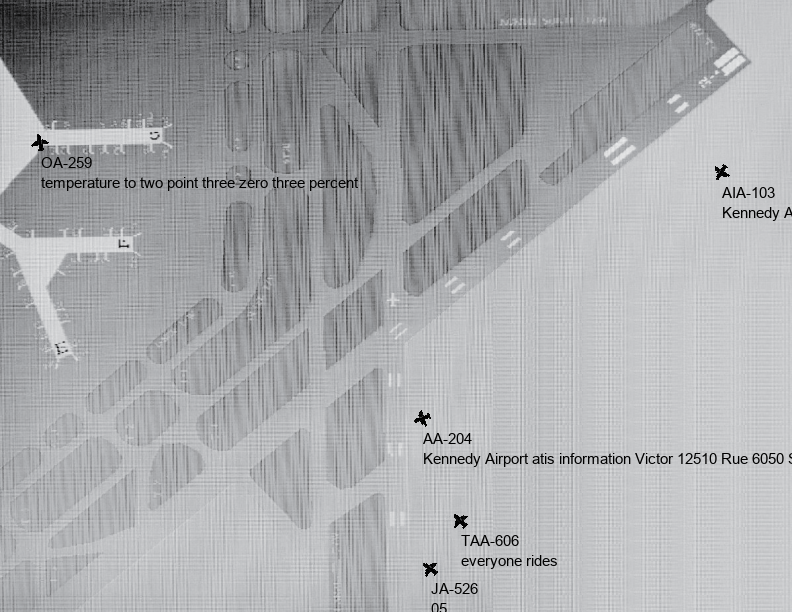 OA-259
temperature to two point three zero three percent
AIA-103
Kennedy A
AA-204
Kennedy Airport atis information Victor 12510 Rue 6050 S
TAA-606
everyone rides
JA-526
05